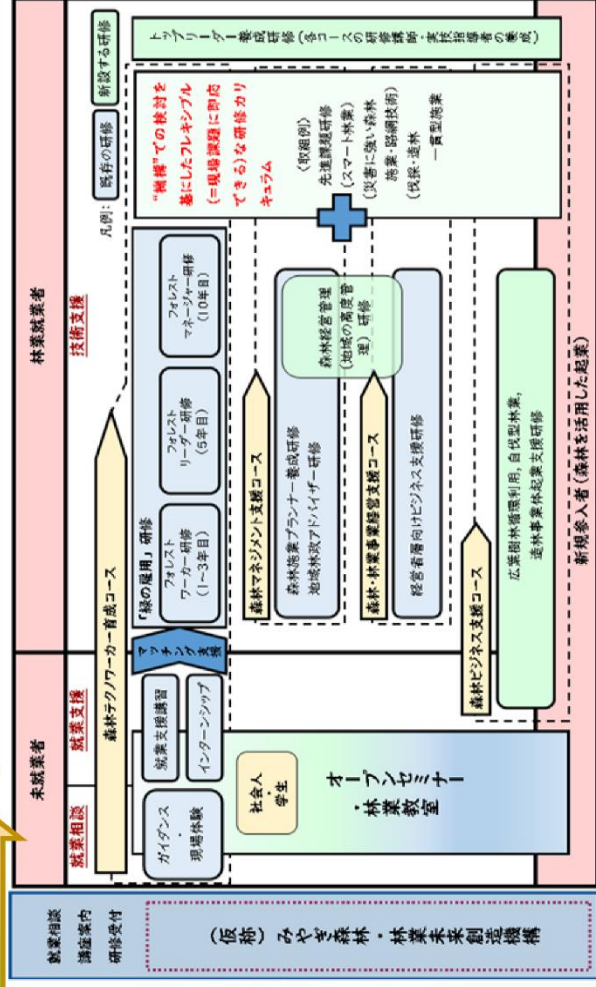 就業相談
講座案内
研修受付
（仮称）みやぎ森林・林業未来創造機構
未就業者
林業就業者
就業相談
就業支援
技術支援
凡例：
既存の研修
新設する研修
森林テクノワーカー育成コース
ガイダンス
・
現場体験
就業支援講習
インターンシップ
マッチング支援
「緑の雇用」研修
フォレスト
ワーカー研修
（1～3年目）
フォレスト
リーダー研修
（5年目）
フォレスト
マネージャー研修
（10年目）
社会人
・
学生
オープンセミナー
・林業教室
森林マネジメント支援コース
森林施業プランナー養成研修
地域林政アドバイザー研修
森林経営管理
（地域の高度管
理）研修
森林・林業事業経営支援コース
経営者層向けビジネス支援研修
森林ビジネス支援コース
広葉樹林循環利用，自伐型林業，
造林事業体起業支援研修
新規参入者（森林を活用した起業）
“機構”での検討を
基にしたフレキシブル
（＝現場課題に即応
できる）な研修カリ
キュラム
〈取組例〉
先進課題研修
（スマート林業）
（災害に強い森林
施業・路網技術）
（伐採・造林
一貫型施業
トップリーダー養成研修（各コースの研修講師・実技指導者の養成）